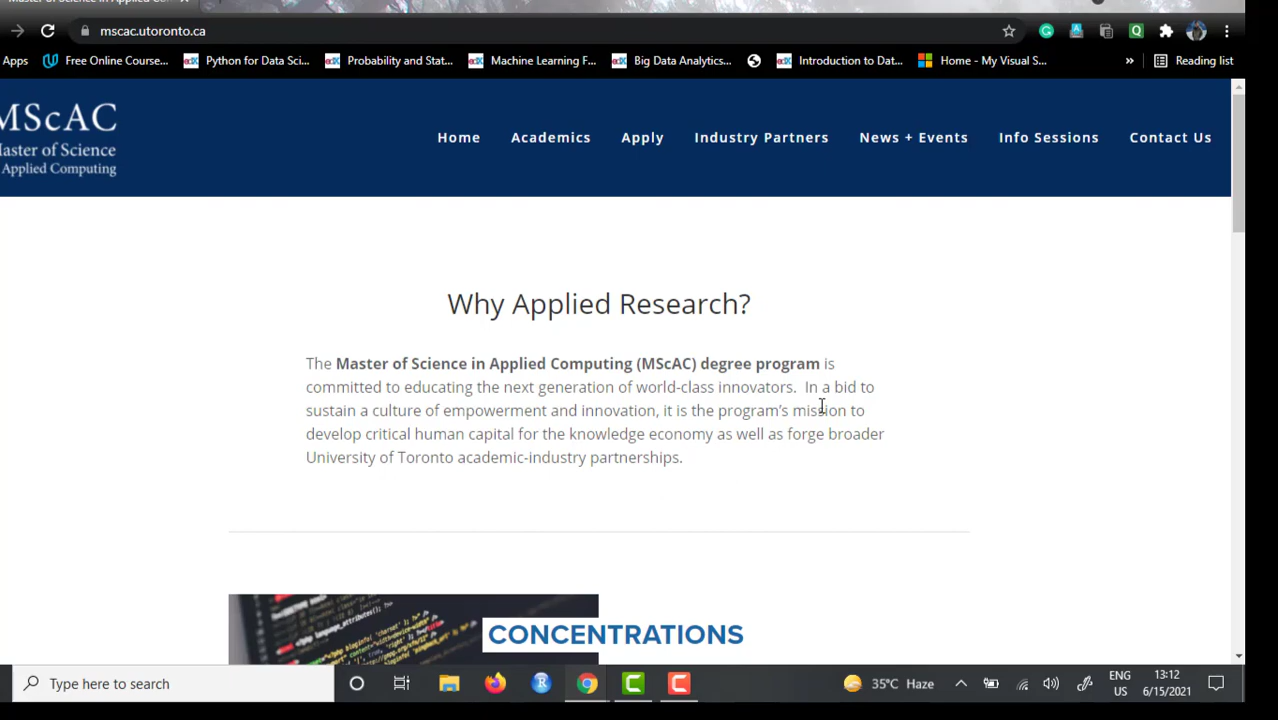 mscac.utoronto.ca
Apps Free Online Course... Python for Data Sci... Probability and Stat... Machine Learning F... Big Data Analytics... Introduction to Dat... Home - My Visual S... » Reading list
MScAC
Master of Science
Applied Computing
Home Academics Apply Industry Partners News + Events Info Sessions Contact Us
Why Applied Research?
The Master of Science in Applied Computing (MScAC) degree program is
committed to educating the next generation of world-class innovators. In a bid to
sustain a culture of empowerment and innovation, it is the program's mission to
develop critical human capital for the knowledge economy as well as forge broader
University of Toronto academic-industry partnerships.
CONCENTRATIONS
Type here to search
35°C Haze
ENG
US
13:12
6/15/2021